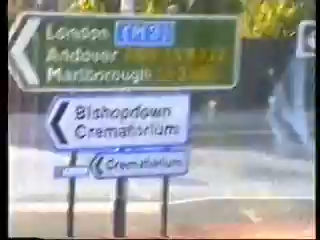 London (M3)
Andover
Marlborough
Bishopdown
Crematorium
Crematorium